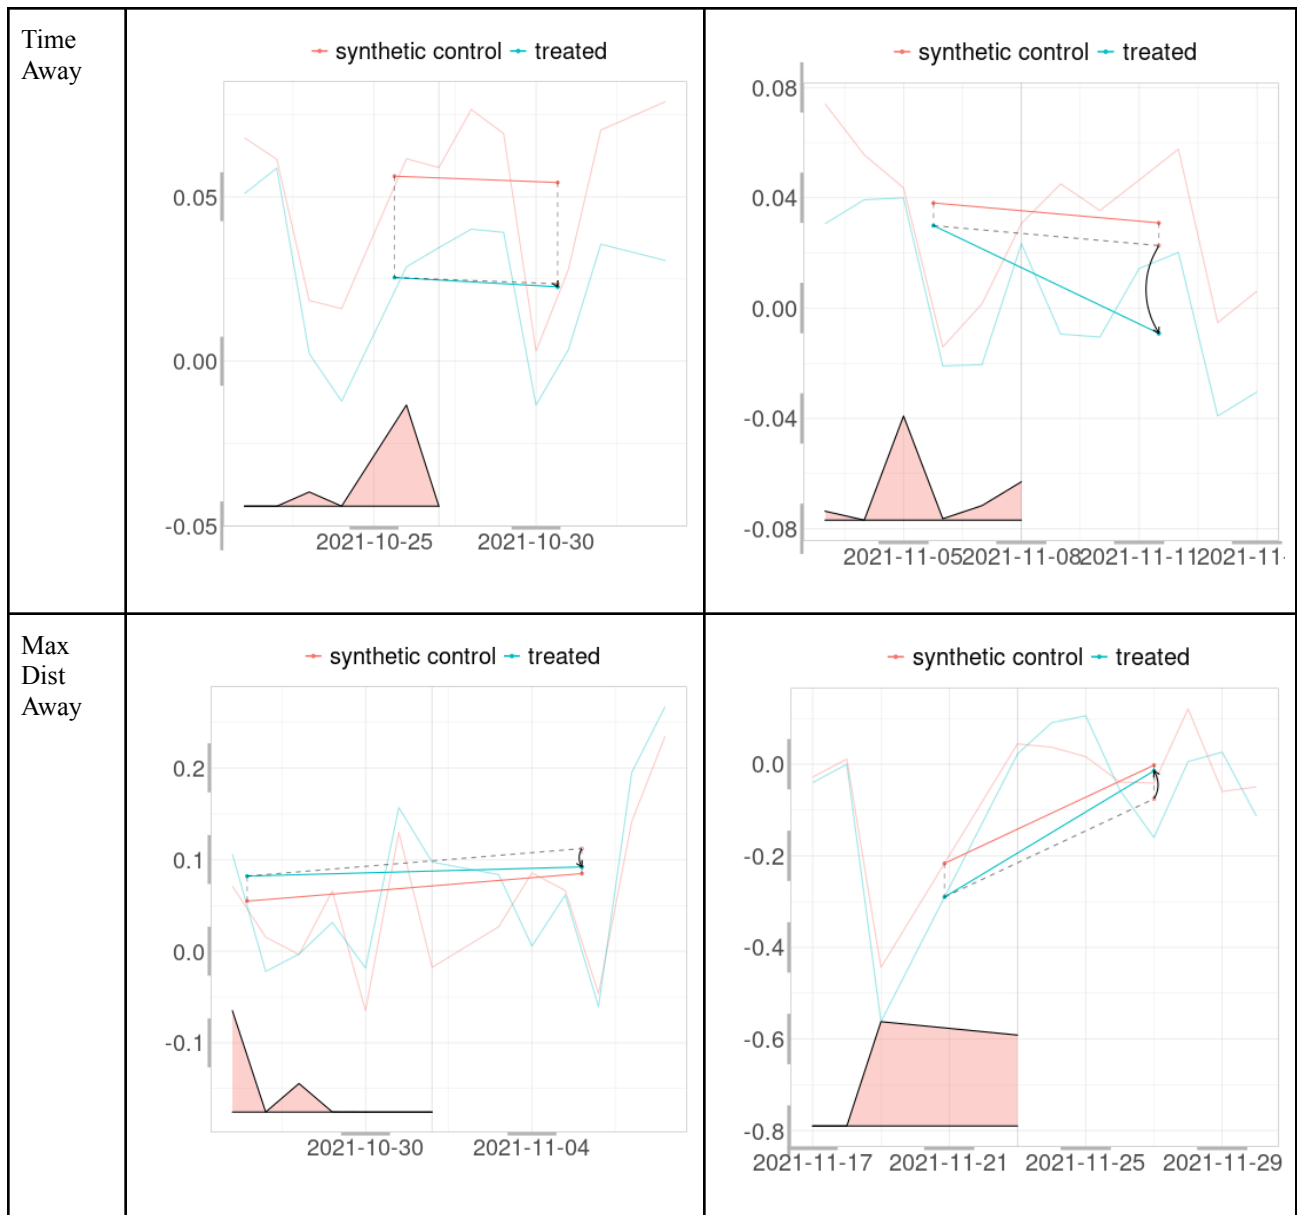 Time
Away
synthetic control treated
0.05
0.00
-0.05
2021-10-25 2021-10-30
synthetic control treated
0.08
0.04
0.00
-0.04
-0.08
2021-11-05 2021-11-08 2021-11-11 2021-11-
Max
Dist
Away
synthetic control treated
0.2
0.1
0.0
-0.1
2021-10-30 2021-11-04
synthetic control treated
0.0
-0.2
-0.4
-0.6
-0.8
2021-11-17 2021-11-21 2021-11-25 2021-11-29